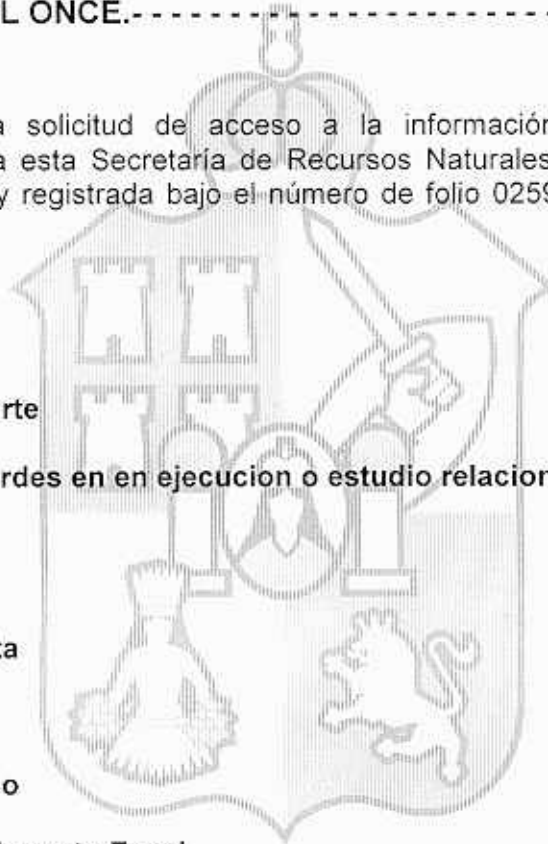 L ONCE.- - - - - - - - - - - - - - - - - - - - - - - -
a solicitud de acceso a la información
a esta Secretaría de Recursos Naturales
y registrada bajo el número de folio 0259
rte
rdes en en ejecucion o estudio relacion
ta
o